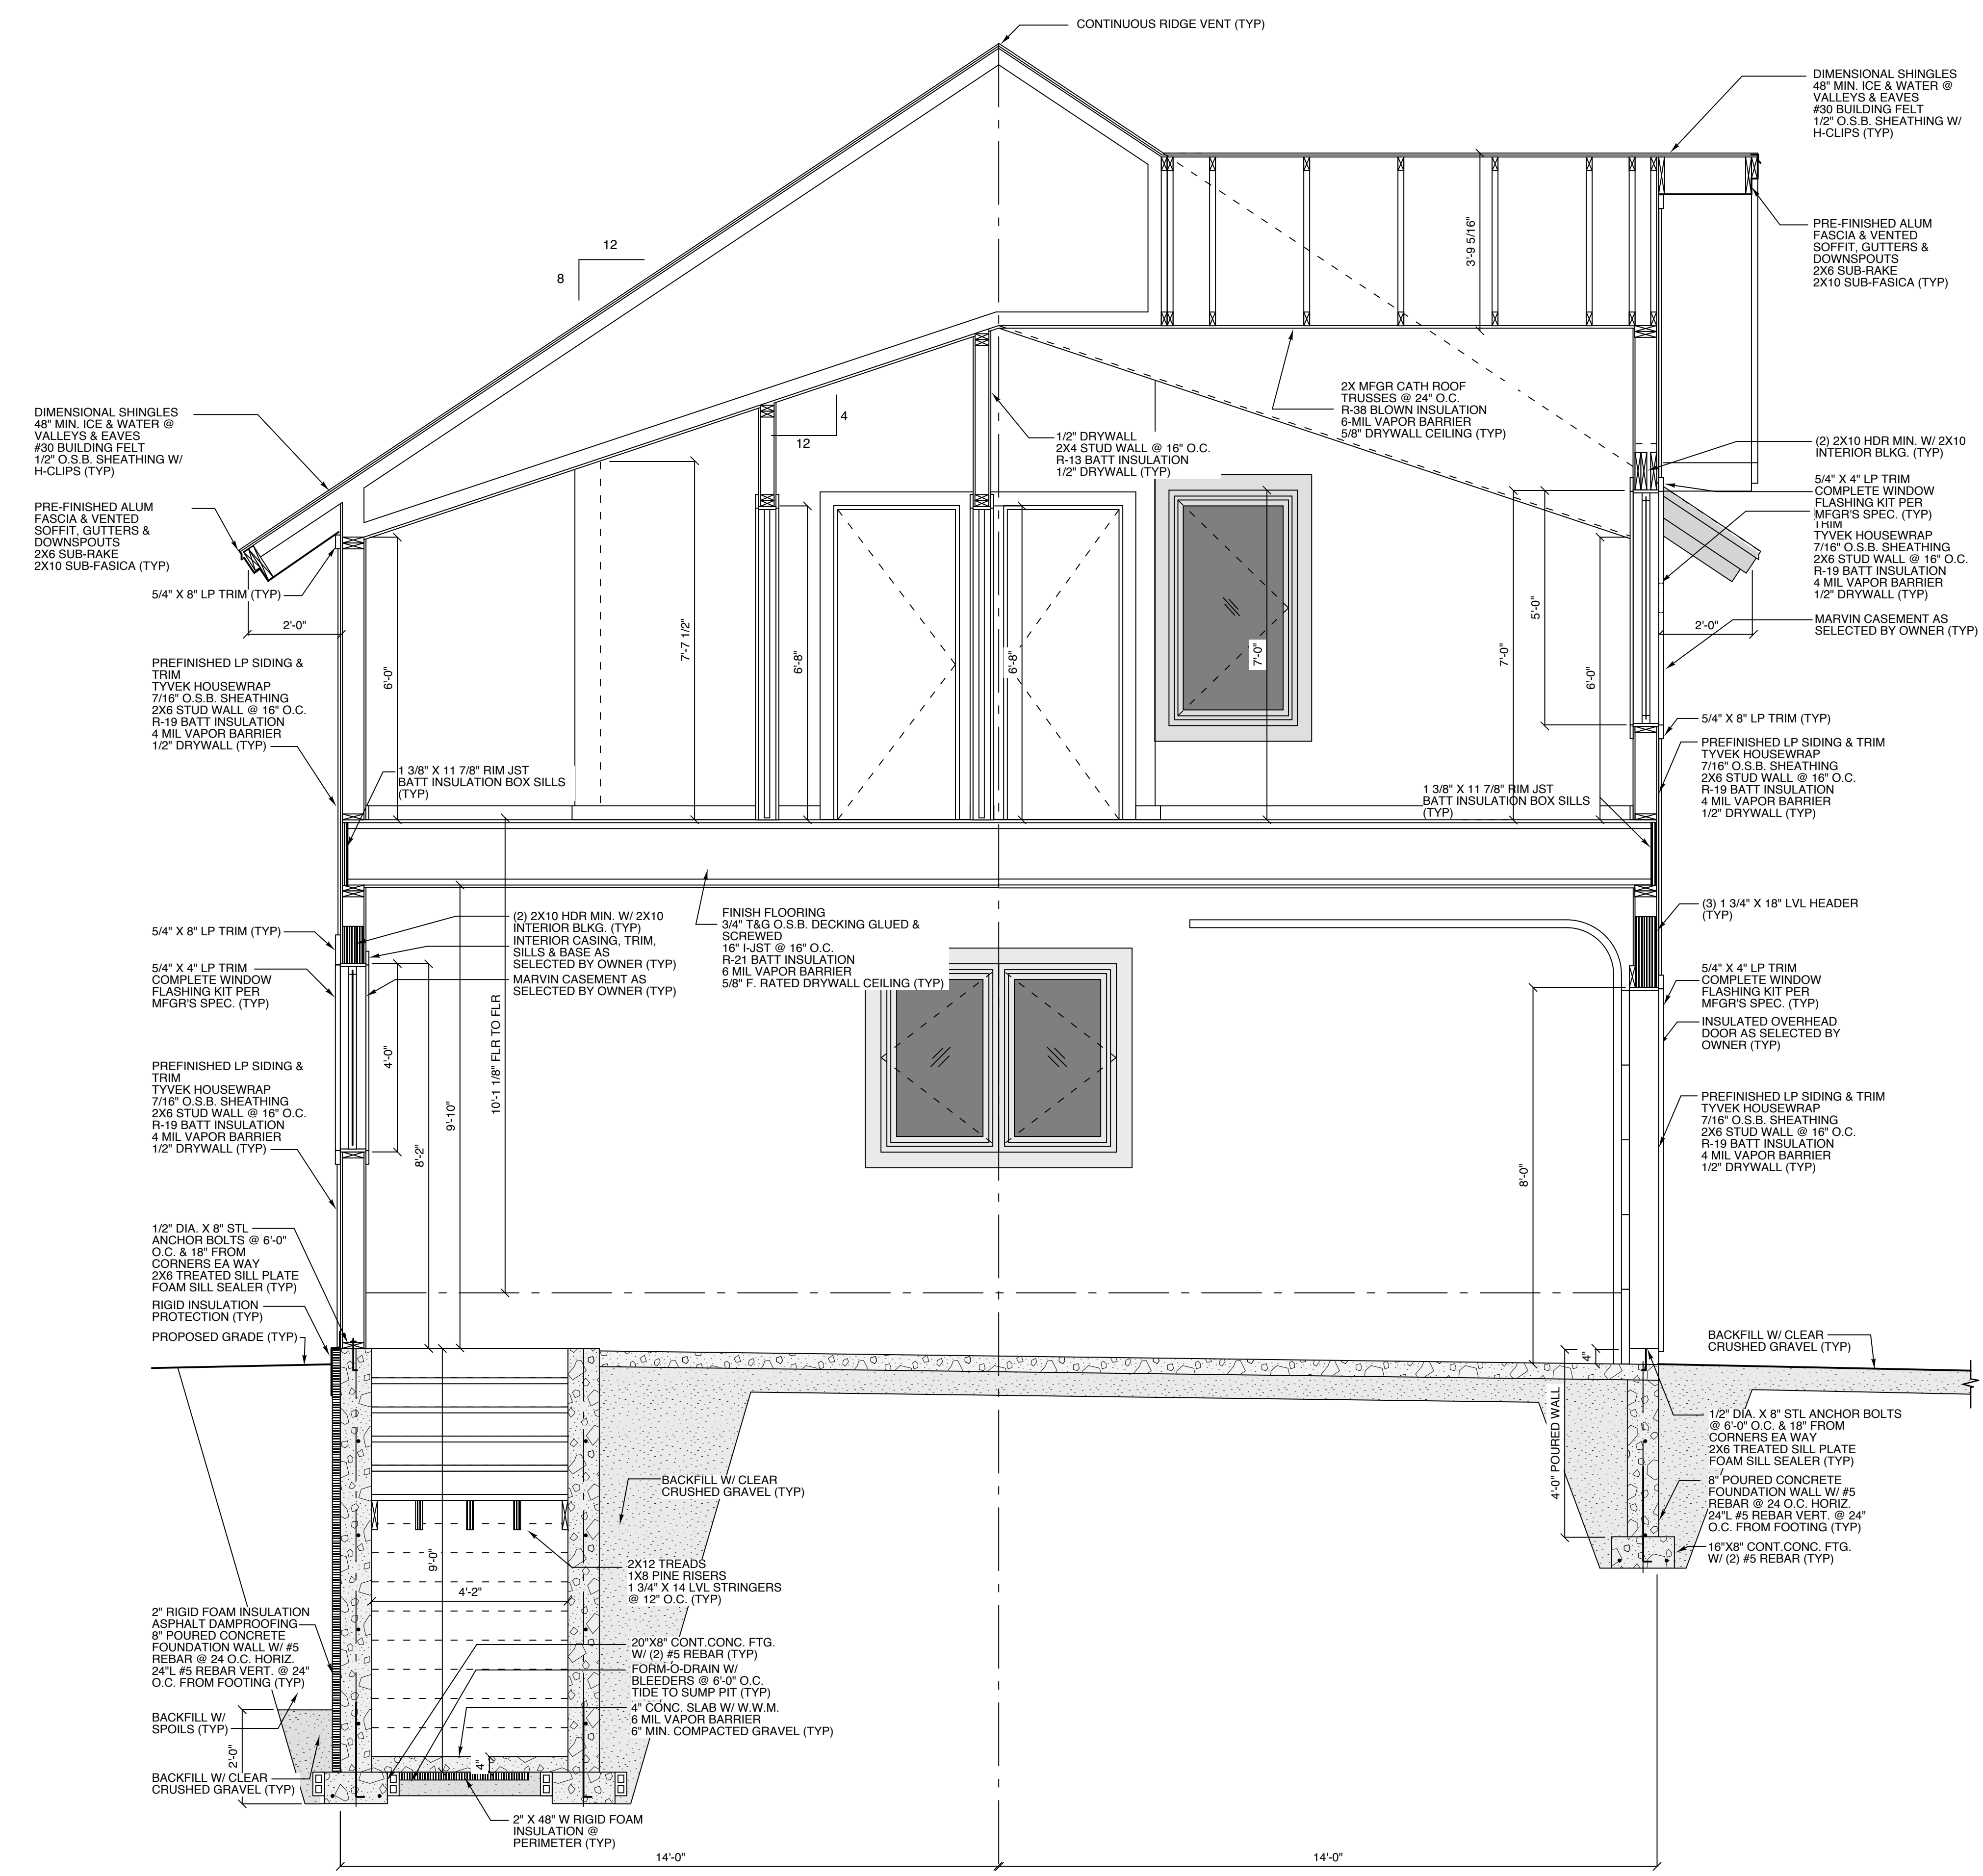 CONTINUOUS RIDGE VENT (TYP)
DIMENSIONAL SHINGLES
48" MIN. ICE & WATER @
VALLEYS & EAVES
#30 BUILDING FELT
1/2" O.S.B. SHEATHING W/
H-CLIPS (TYP)
PRE-FINISHED ALUM
FASCIA & VENTED
SOFFIT, GUTTERS &
DOWNSPOUTS
2X6 SUB-RAKE
2X10 SUB-FASICA (TYP)
12
8
3'-9 5/16"
DIMENSIONAL SHINGLES
48" MIN. ICE & WATER @
VALLEYS & EAVES
#30 BUILDING FELT
1/2" O.S.B. SHEATHING W/
H-CLIPS (TYP)
PRE-FINISHED ALUM
FASCIA & VENTED
SOFFIT, GUTTERS &
DOWNSPOUTS
2X6 SUB-RAKE
2X10 SUB-FASICA (TYP)
5/4" X 8" LP TRIM (TYP)
2'-0"
PREFINISHED LP SIDING &
TRIM
TYVEK HOUSEWRAP
7/16" O.S.B. SHEATHING
2X6 STUD WALL @ 16" O.C.
R-19 BATT INSULATION
4 MIL VAPOR BARRIER
1/2" DRYWALL (TYP)
4
12
1/2" DRYWALL
2X4 STUD WALL @ 16" O.C.
R-13 BATT INSULATION
1/2" DRYWALL (TYP)
2X MFGR CATH ROOF
TRUSSES @ 24" O.C.
R-38 BLOWN INSULATION
6-MIL VAPOR BARRIER
5/8" DRYWALL CEILING (TYP)
(2) 2X10 HDR MIN. W/ 2X10
INTERIOR BLKG. (TYP)
5/4" X 4" LP TRIM
COMPLETE WINDOW
FLASHING KIT PER
MFGR'S SPEC. (TYP)
TRIM
TYVEK HOUSEWRAP
7/16" O.S.B. SHEATHING
2X6 STUD WALL @ 16" O.C.
R-19 BATT INSULATION
4 MIL VAPOR BARRIER
1/2" DRYWALL (TYP)
MARVIN CASEMENT AS
SELECTED BY OWNER (TYP)
2'-0"
6'-0"
7'-7 1/2"
6'-8"
6'-8"
7'-0"
7'-0"
5'-0"
6'-0"
5/4" X 8" LP TRIM (TYP)
PREFINISHED LP SIDING & TRIM
TYVEK HOUSEWRAP
7/16" O.S.B. SHEATHING
2X6 STUD WALL @ 16" O.C.
R-19 BATT INSULATION
4 MIL VAPOR BARRIER
1/2" DRYWALL (TYP)
1 3/8" X 11 7/8" RIM JST
BATT INSULATION BOX SILLS
(TYP)
1 3/8" X 11 7/8" RIM JST
BATT INSULATION BOX SILLS
(TYP)
5/4" X 8" LP TRIM (TYP)
5/4" X 4" LP TRIM
COMPLETE WINDOW
FLASHING KIT PER
MFGR'S SPEC. (TYP)
(2) 2X10 HDR MIN. W/ 2X10
INTERIOR BLKG. (TYP)
INTERIOR CASING, TRIM,
SILLS & BASE AS
SELECTED BY OWNER (TYP)
MARVIN CASEMENT AS
SELECTED BY OWNER (TYP)
FINISH FLOORING
3/4" T&G O.S.B. DECKING GLUED &
SCREWED
16" I-JST @ 16" O.C.
R-21 BATT INSULATION
6 MIL VAPOR BARRIER
5/8" F. RATED DRYWALL CEILING (TYP)
(3) 1 3/4" X 18" LVL HEADER
(TYP)
5/4" X 4" LP TRIM
COMPLETE WINDOW
FLASHING KIT PER
MFGR'S SPEC. (TYP)
INSULATED OVERHEAD
DOOR AS SELECTED BY
OWNER (TYP)
PREFINISHED LP SIDING & TRIM
TYVEK HOUSEWRAP
7/16" O.S.B. SHEATHING
2X6 STUD WALL @ 16" O.C.
R-19 BATT INSULATION
4 MIL VAPOR BARRIER
1/2" DRYWALL (TYP)
4'-0"
8'-2"
9'-10"
10'-1 1/8" FLR TO FLR
8'-0"
PREFINISHED LP SIDING &
TRIM
TYVEK HOUSEWRAP
7/16" O.S.B. SHEATHING
2X6 STUD WALL @ 16" O.C.
R-19 BATT INSULATION
4 MIL VAPOR BARRIER
1/2" DRYWALL (TYP)
1/2" DIA. X 8" STL
ANCHOR BOLTS @ 6'-0"
O.C. & 18" FROM
CORNERS EA WAY
2X6 TREATED SILL PLATE
FOAM SILL SEALER (TYP)
RIGID INSULATION
PROTECTION (TYP)
PROPOSED GRADE (TYP)
BACKFILL W/ CLEAR
CRUSHED GRAVEL (TYP)
4"
4'-0" POURED WALL
1/2" DIA. X 8" STL ANCHOR BOLTS
@ 6'-0" O.C. & 18" FROM
CORNERS EA WAY
2X6 TREATED SILL PLATE
FOAM SILL SEALER (TYP)
8" POURED CONCRETE
FOUNDATION WALL W/ #5
REBAR @ 24 O.C. HORIZ.
24"L #5 REBAR VERT. @ 24"
O.C. FROM FOOTING (TYP)
16"X8" CONT.CONC. FTG.
W/ (2) #5 REBAR (TYP)
BACKFILL W/ CLEAR
CRUSHED GRAVEL (TYP)
9'-0"
4'-2"
2X12 TREADS
1X8 PINE RISERS
1 3/4" X 14 LVL STRINGERS
@ 12" O.C. (TYP)
2" RIGID FOAM INSULATION
ASPHALT DAMPROOFING
8" POURED CONCRETE
FOUNDATION WALL W/ #5
REBAR @ 24 O.C. HORIZ.
24"L #5 REBAR VERT. @ 24"
O.C. FROM FOOTING (TYP)
20"X8" CONT.CONC. FTG.
W/ (2) #5 REBAR (TYP)
FORM-O-DRAIN W/
BLEEDERS @ 6'-0" O.C.
TIDE TO SUMP PIT (TYP)
4" CONC. SLAB W/ W.W.M.
6 MIL VAPOR BARRIER
6" MIN. COMPACTED GRAVEL (TYP)
BACKFILL W/
SPOILS (TYP)
2'-0"
4"
BACKFILL W/ CLEAR
CRUSHED GRAVEL (TYP)
2" X 48" W RIGID FOAM
INSULATION @
PERIMETER (TYP)
14'-0"
14'-0"